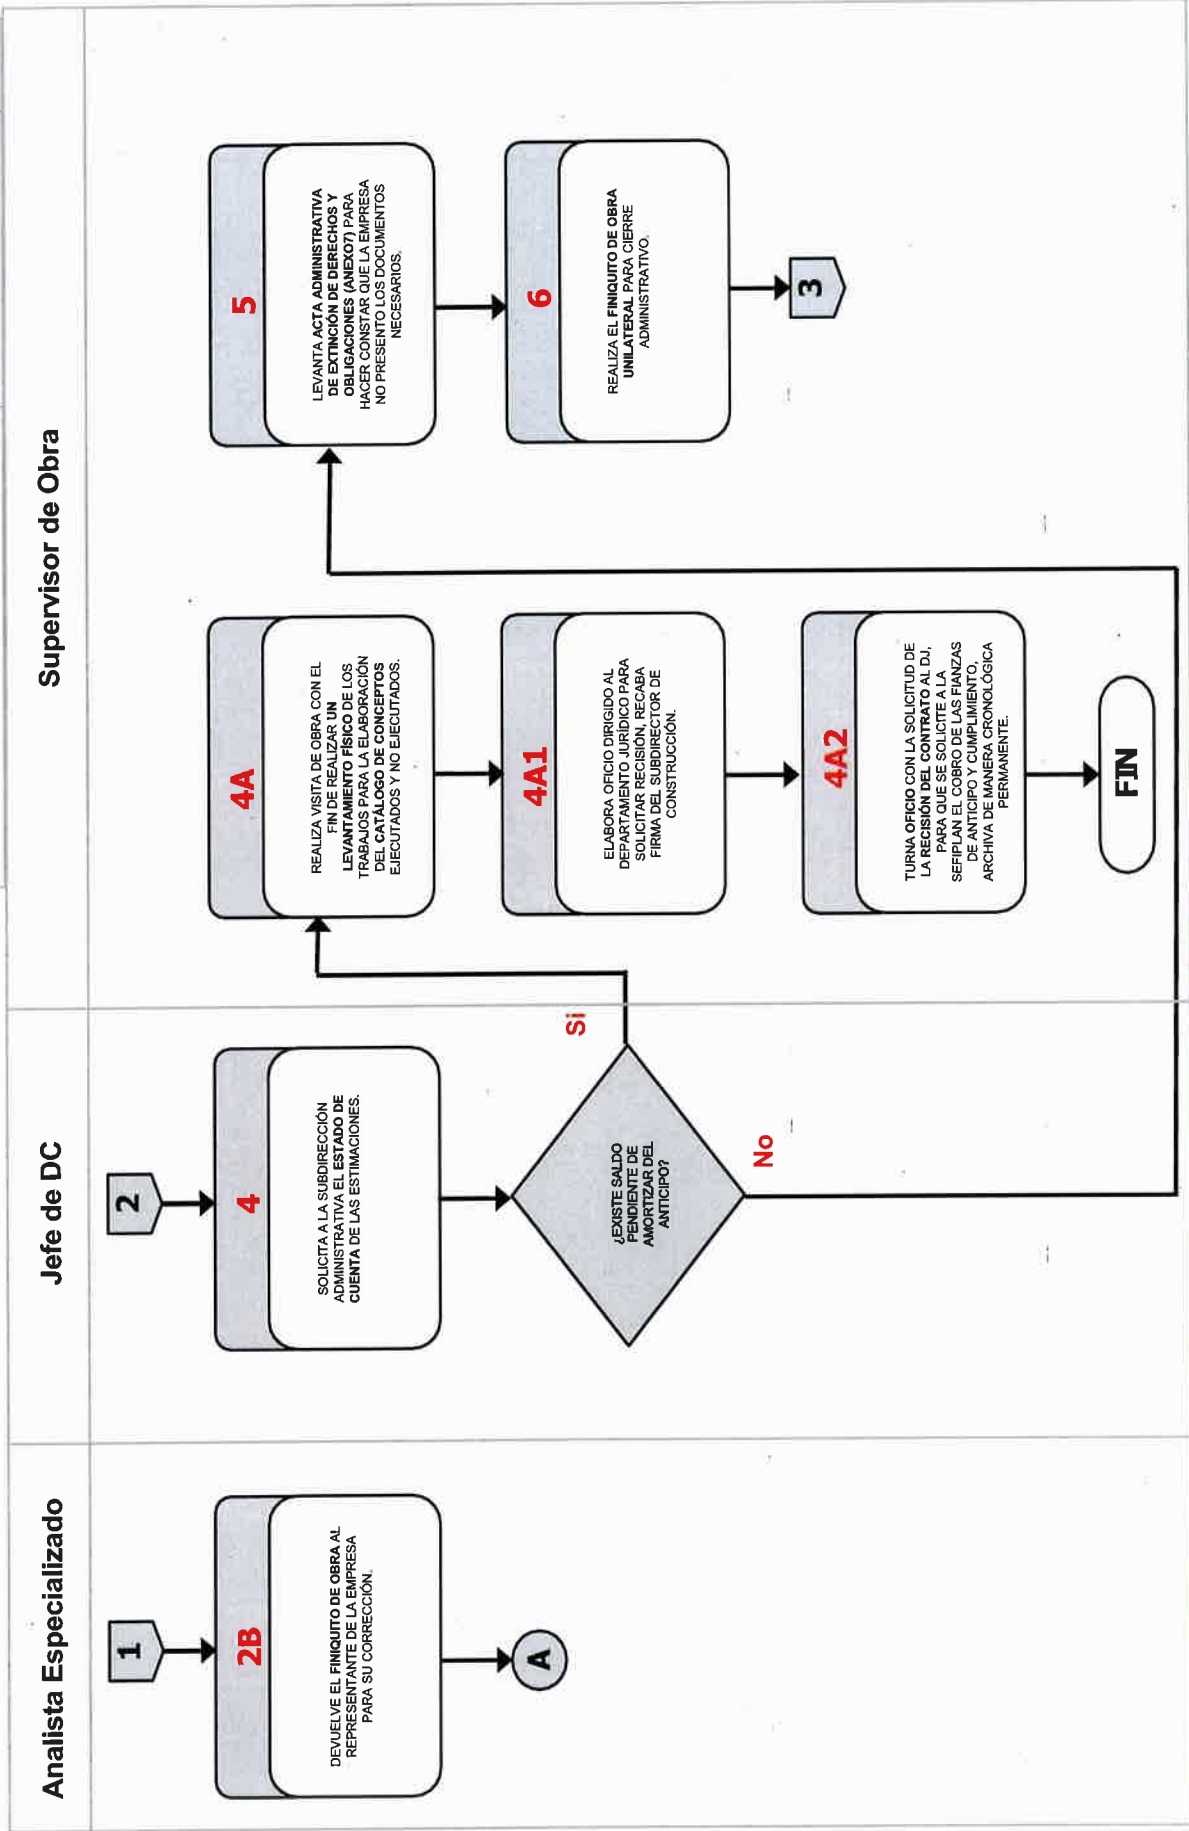 Analista Especializado
Jefe de DC
Supervisor de Obra
1
2B
DEVUELVE EL FINIQUITO DE OBRA AL
REPRESENTANTE DE LA EMPRESA
PARA SU CORRECCIÓN.
A
2
4
SOLICITA A LA SUBDIRECCIÓN
ADMINISTRATIVA EL ESTADO DE
CUENTA DE LAS ESTIMACIONES.
¿EXISTE SALDO
PENDIENTE DE
AMORTIZAR DEL
ANTICIPO?
Si
No
4A
REALIZA VISITA DE OBRA CON EL
FIN DE REALIZAR UN
LEVANTAMIENTO FÍSICO DE LOS
TRABAJOS PARA LA ELABORACIÓN
DEL CATÁLOGO DE CONCEPTOS
EJECUTADOS Y NO EJECUTADOS.
4A1
ELABORA OFICIO DIRIGIDO AL
DEPARTAMENTO JURÍDICO PARA
SOLICITAR RECISIÓN, RECABA
FIRMA DEL SUBDIRECTOR DE
CONSTRUCCIÓN.
4A2
TURNA OFICIO CON LA SOLICITUD DE
LA RECISIÓN DEL CONTRATO AL DJ,
PARA QUE SE SOLICITE A LA
SEFIPLAN EL COBRO DE LAS FIANZAS
DE ANTICIPO Y CUMPLIMIENTO,
ARCHIVA DE MANERA CRONOLÓGICA
PERMANENTE.
FIN
5
LEVANTA ACTA ADMINISTRATIVA
DE EXTINCIÓN DE DERECHOS Y
OBLIGACIONES (ANEXO7) PARA
HACER CONSTAR QUE LA EMPRESA
NO PRESENTO LOS DOCUMENTOS
NECESARIOS.
6
REALIZA EL FINIQUITO DE OBRA
UNILATERAL PARA CIERRE
ADMINISTRATIVO.
3